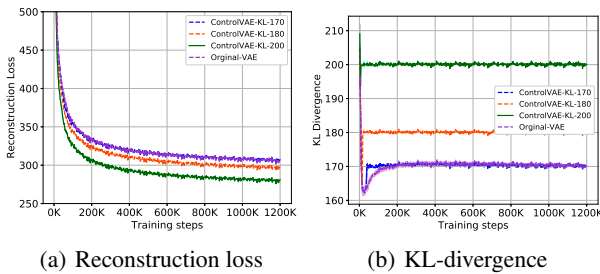 500
450
400
350
300
250
Reconstruction Loss
ControlVAE-KL-170
ControlVAE-KL-180
ControlVAE-KL-200
Orginal-VAE
0K 200K 400K 600K 800K 1000K 1200K
Training steps
(a) Reconstruction loss
210
200
190
180
170
160
KL Divergence
ControlVAE-KL-170
ControlVAE-KL-180
ControlVAE-KL-200
Orginal-VAE
0K 200K 400K 600K 800K 1000K 1200K
Training steps
(b) KL-divergence